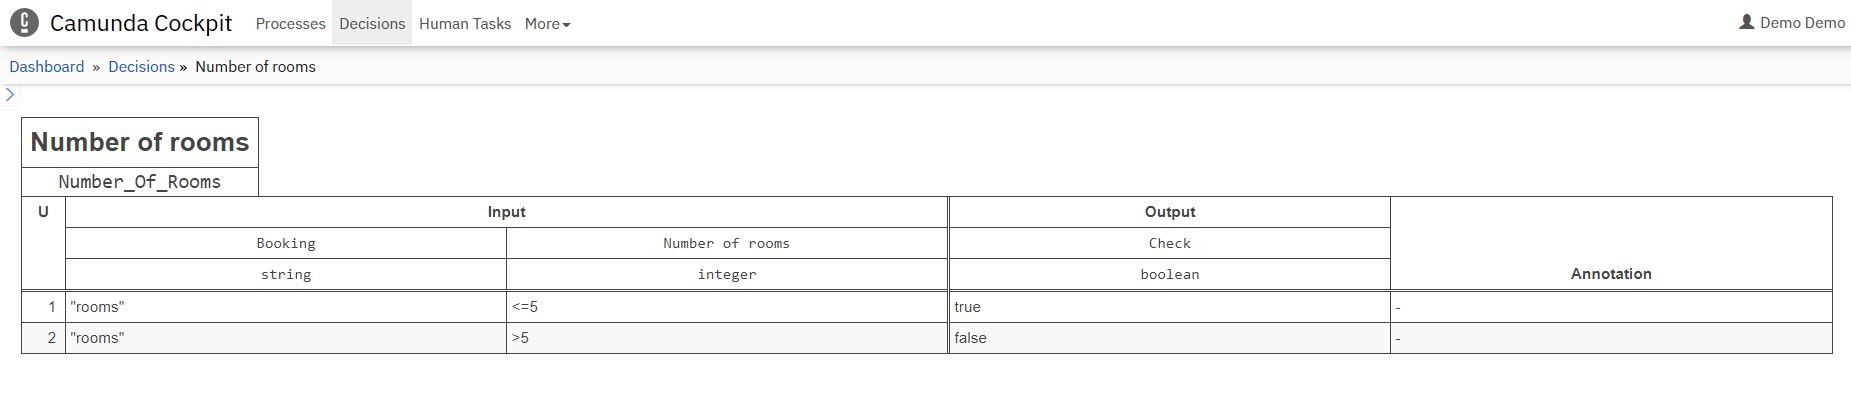 Camunda Cockpit Processes Decisions Human Tasks More Demo Demo
Dashboard » Decisions » Number of rooms
Number of rooms
Number_Of_Rooms
U Input Output
Booking Number of rooms Check
string integer boolean Annotation
1 "rooms" <=5 true -
2 "rooms" >5 false -